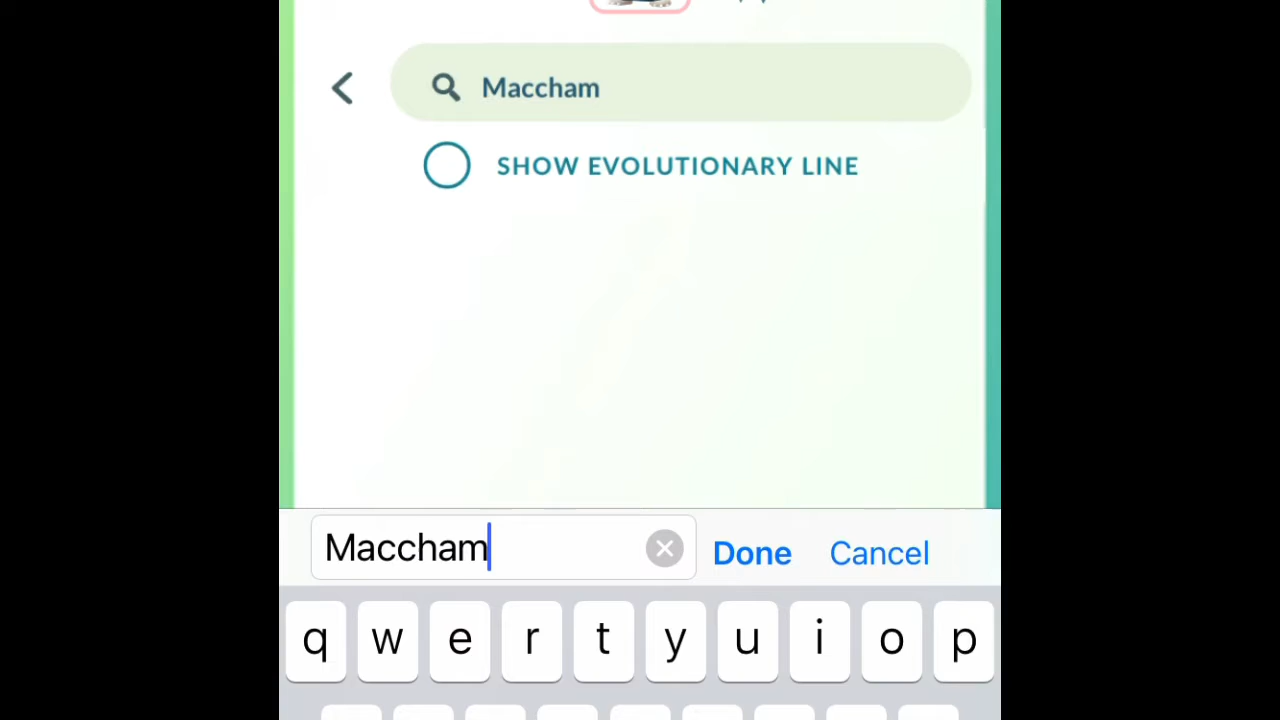 Maccham
SHOW EVOLUTIONARY LINE
Maccham Done Cancel
q w e r t y u i o p